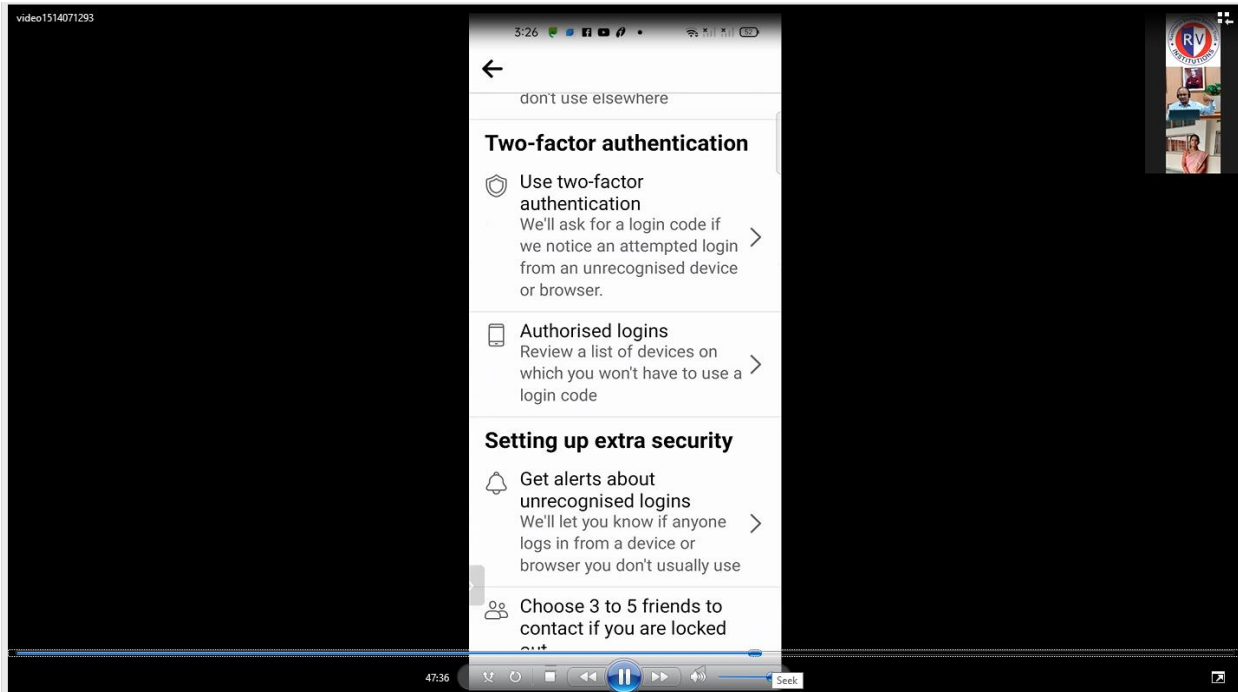 video1514071293
3:26
52
RV
INSTITUTIONS
don't use elsewhere
Two-factor authentication
Use two-factor
authentication
We'll ask for a login code if
we notice an attempted login
from an unrecognised device
or browser.
Authorised logins
Review a list of devices on
which you won't have to use a
login code
Setting up extra security
Get alerts about
unrecognised logins
We'll let you know if anyone
logs in from a device or
browser you don't usually use
Choose 3 to 5 friends to
contact if you are locked
out
47:36
Seek